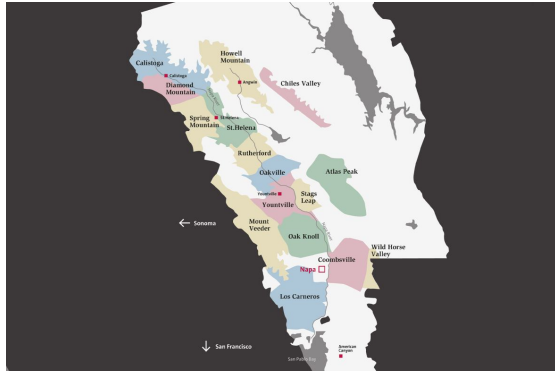 Howell
Mountain
Calistoga
Calistoga
Angwin
Diamond
Mountain
Chiles Valley
Spring
Mountain
St.Helena
St.Helena
Rutherford
Oakville
Atlas Peak
Yountville
Stags
Leap
Yountville
Sonoma
Mount
Veeder
Oak Knoll
Wild Horse
Valley
Coombsville
Napa
Los Carneros
San Francisco
American
Canyon
San Pablo Bay